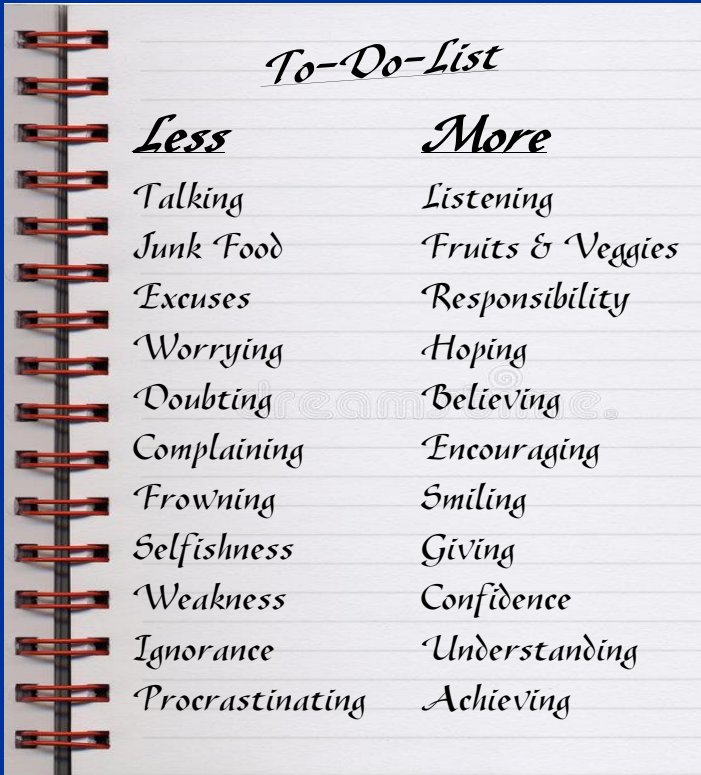 To-Do-List
Less More
Talking Listening
Junk Food Fruits & Veggies
Excuses Responsibility
Worrying Hoping
Doubting Believing
Complaining Encouraging
Frowning Smiling
Selfishness Giving
Weakness Confidence
Ignorance Understanding
Procrastinating Achieving
dreamstime.